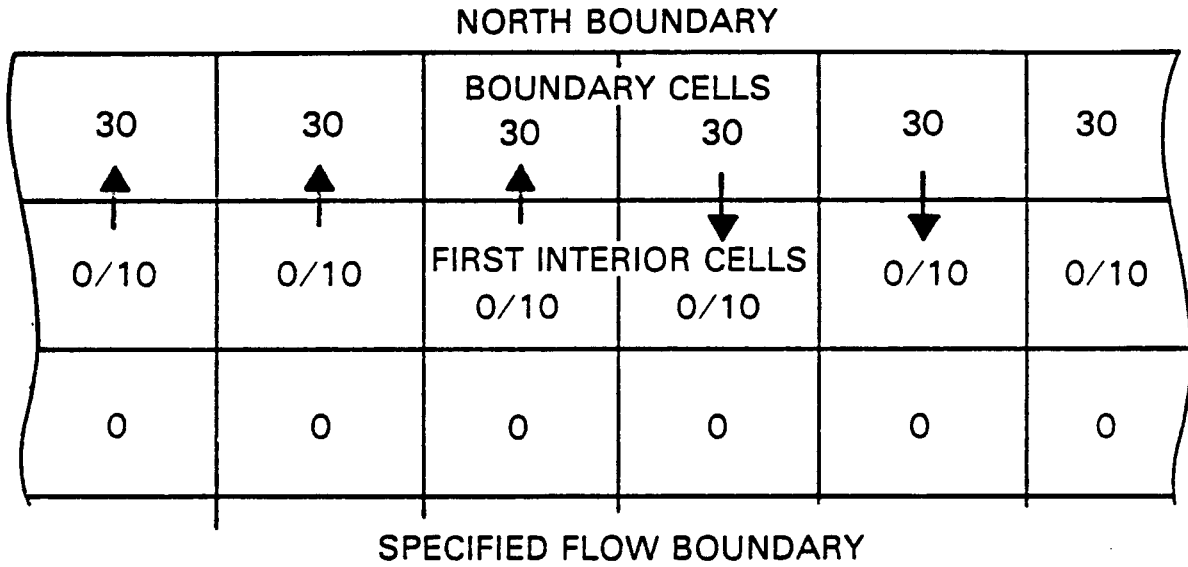 NORTH BOUNDARY
BOUNDARY CELLS
30 30 30 30 30 30
FIRST INTERIOR CELLS
0/10 0/10 0/10 0/10 0/10 0/10
0 0 0 0 0 0
SPECIFIED FLOW BOUNDARY